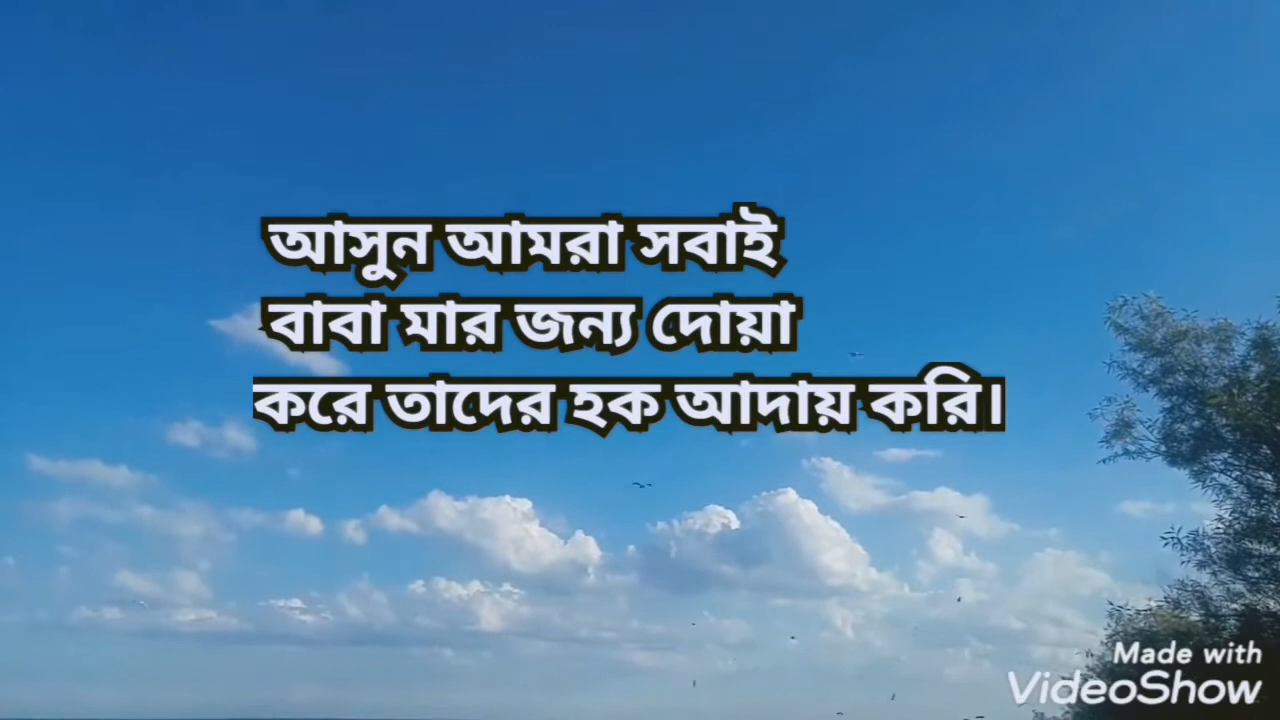 আসুন আমরা সবাই
বাবা মার জন্য দোয়া
করে তাদের হক আদায় করি।
Made with
VideoShow